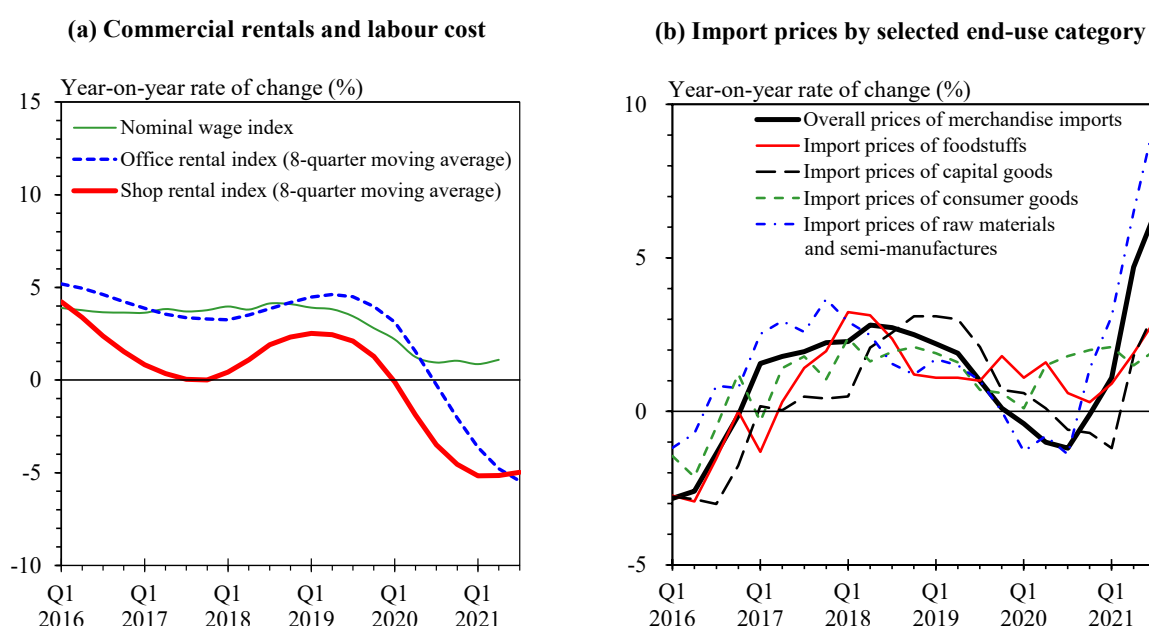 (a) Commercial rentals and labour cost
Year-on-year rate of change (%)
15
10
5
0
-5
-10
Nominal wage index
Office rental index (8-quarter moving average)
Shop rental index (8-quarter moving average)
Q1 Q1 Q1 Q1 Q1 Q1
2016 2017 2018 2019 2020 2021
(b) Import prices by selected end-use category
Year-on-year rate of change (%)
10
5
0
-5
Overall prices of merchandise imports
Import prices of foodstuffs
Import prices of capital goods
Import prices of consumer goods
Import prices of raw materials
and semi-manufactures
Q1 Q1 Q1 Q1 Q1 Q1
2016 2017 2018 2019 2020 2021